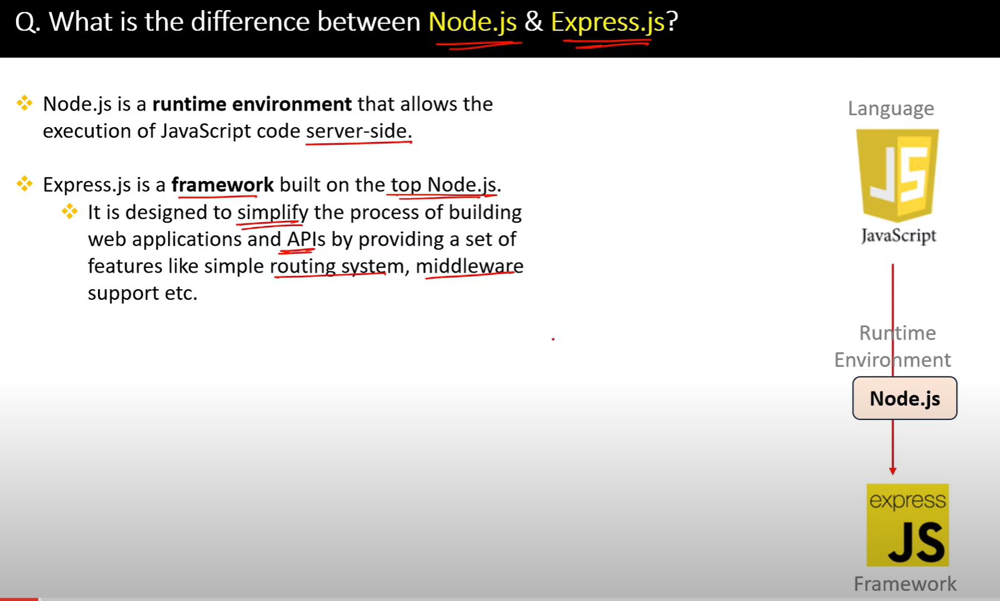 Q. What is the difference between Node.js & Express.js?
Node.js is a runtime environment that allows the
execution of JavaScript code server-side.
Express.js is a framework built on the top Node.js.
It is designed to simplify the process of building
web applications and APIs by providing a set of
features like simple routing system, middleware
support etc.
Language
JS
JavaScript
Runtime
Environment
Node.js
express
JS
Framework